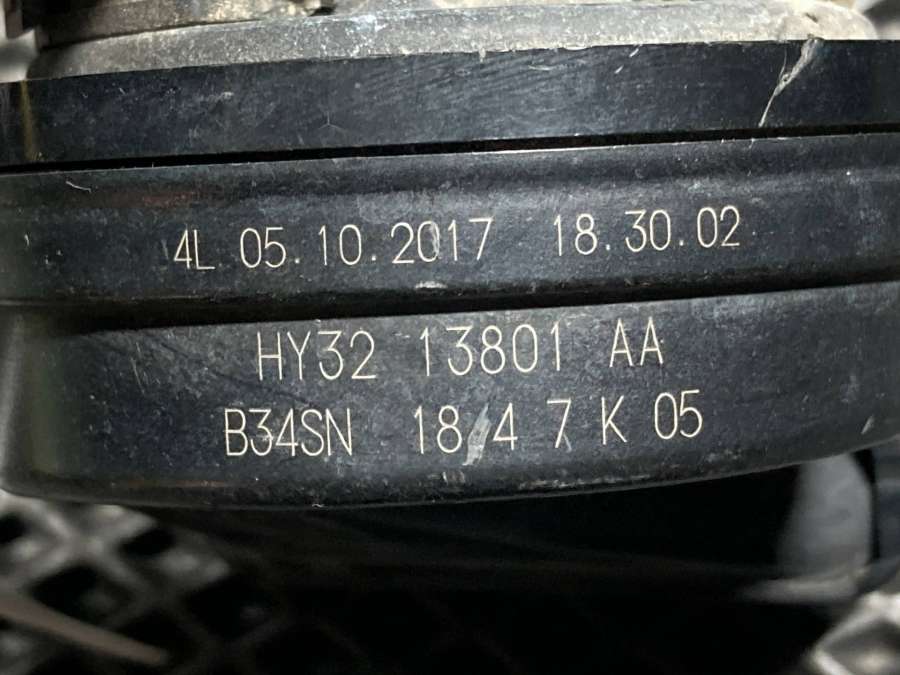 4L 05.10.2017 18.30.02
HY32 13801 AA
B34SN 18/4 7 K 05